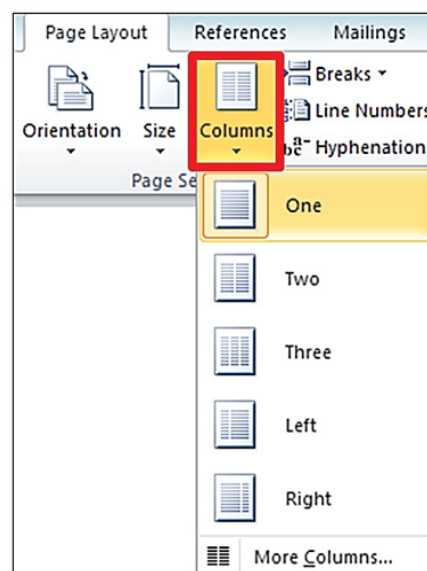 Page Layout References Mailings
Breaks
Line Numbers
Orientation Size Columns
Hyphenation
One
Two
Three
Left
Right
More Columns...